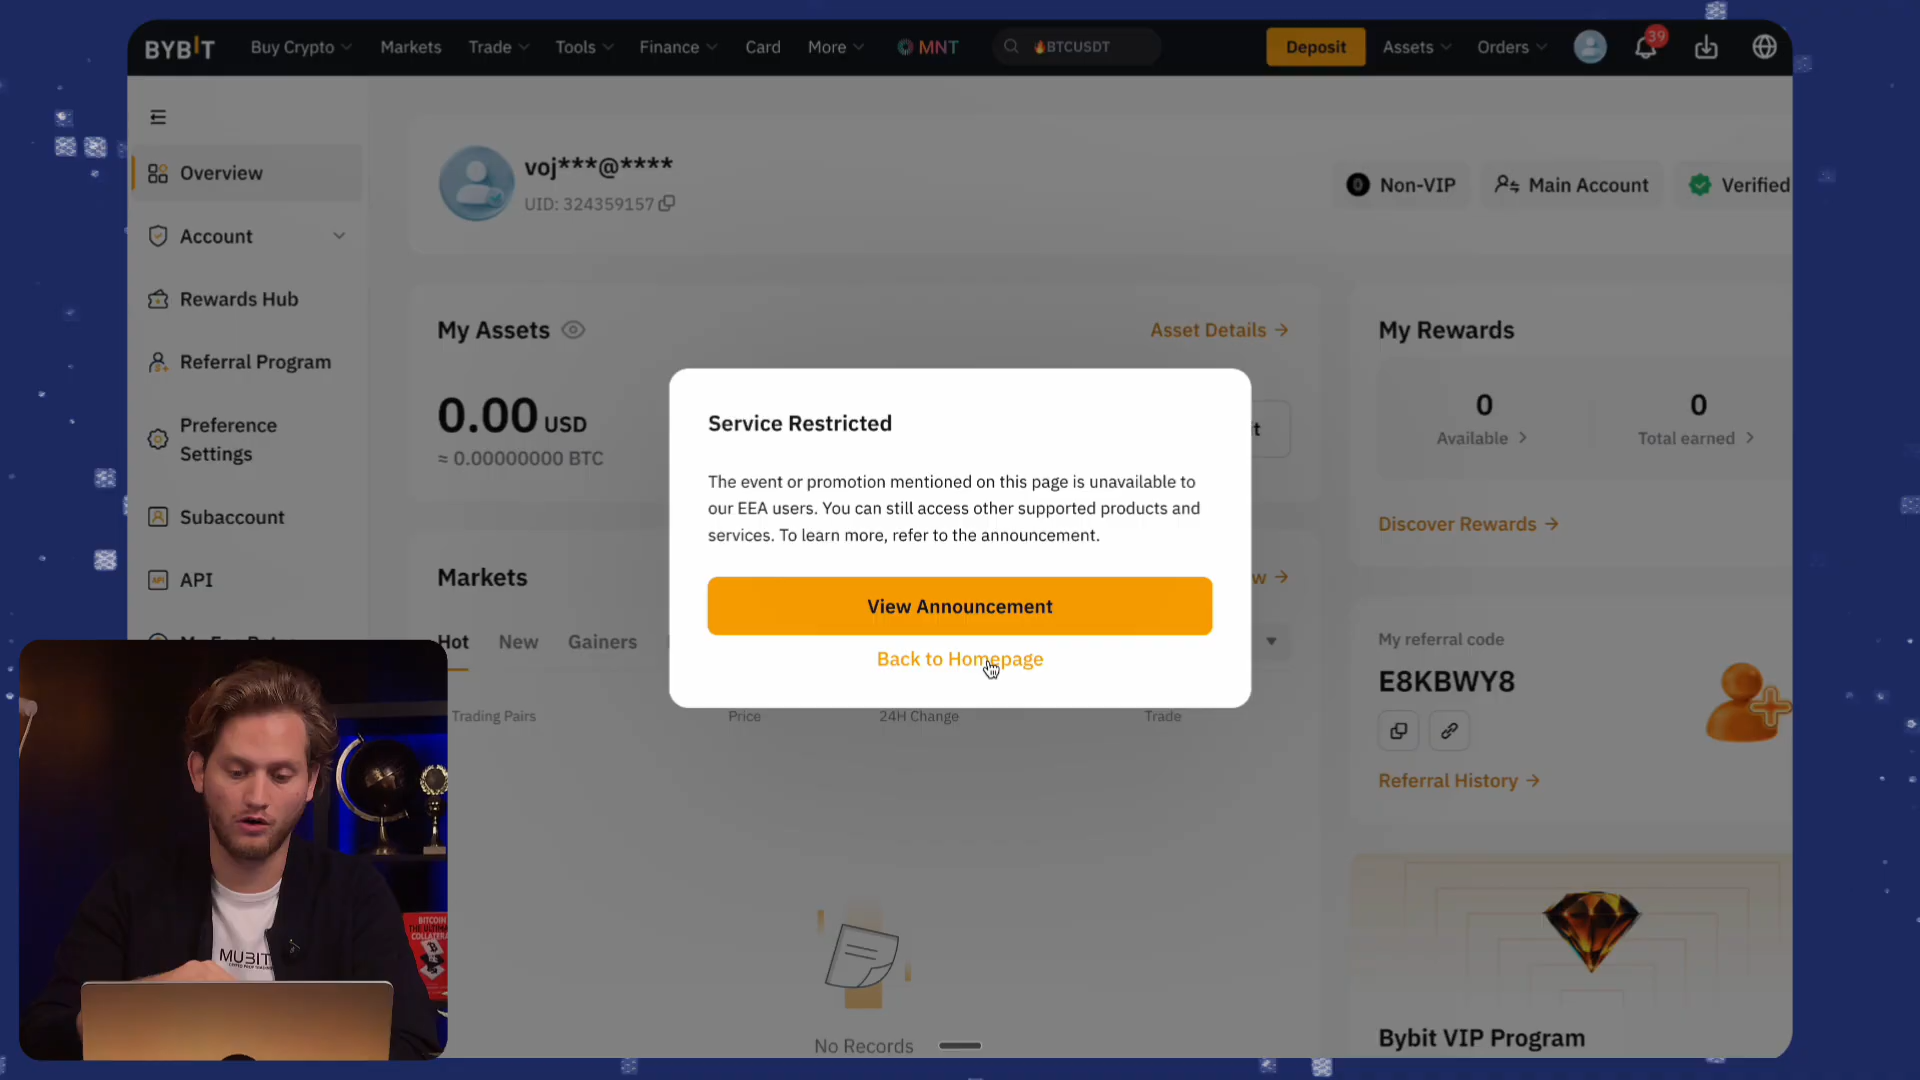 BYBIT
Buy Crypto
Markets
Trade
Tools
Finance
Card
More
MNT
BTCUSDT
Deposit
Assets
Orders
39
Overview
Account
Rewards Hub
Referral Program
Preference
Settings
Subaccount
API
voj***@****
UID: 324359157
Non-VIP
Main Account
Verified
My Assets
Asset Details
0.00 USD
≈ 0.00000000 BTC
My Rewards
0
Available
0
Total earned
Discover Rewards
Service Restricted
The event or promotion mentioned on this page is unavailable to
our EEA users. You can still access other supported products and
services. To learn more, refer to the announcement.
View Announcement
Back to Homepage
Markets
Hot
New
Gainers
Trading Pairs
Price
24H Change
Trade
No Records
My referral code
E8KBWY8
Referral History
Bybit VIP Program
MUBIT
BITCOIN